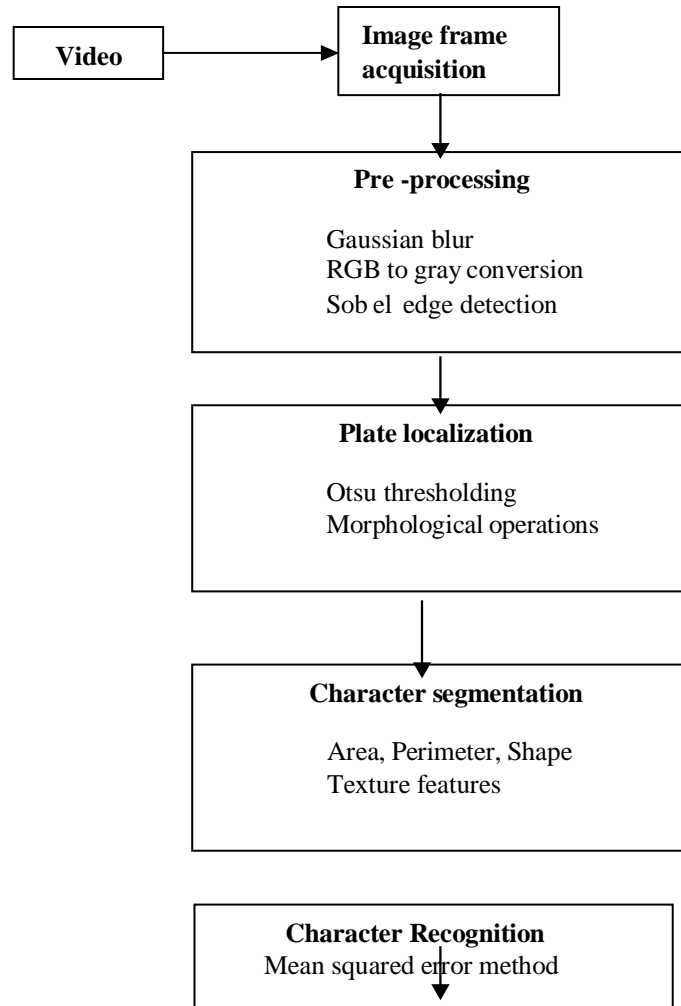 Video
Image frame
acquisition
Pre -processing
Gaussian blur
RGB to gray conversion
Sob el edge detection
Plate localization
Otsu thresholding
Morphological operations
Character segmentation
Area, Perimeter, Shape
Texture features
Character Recognition
Mean squared error method